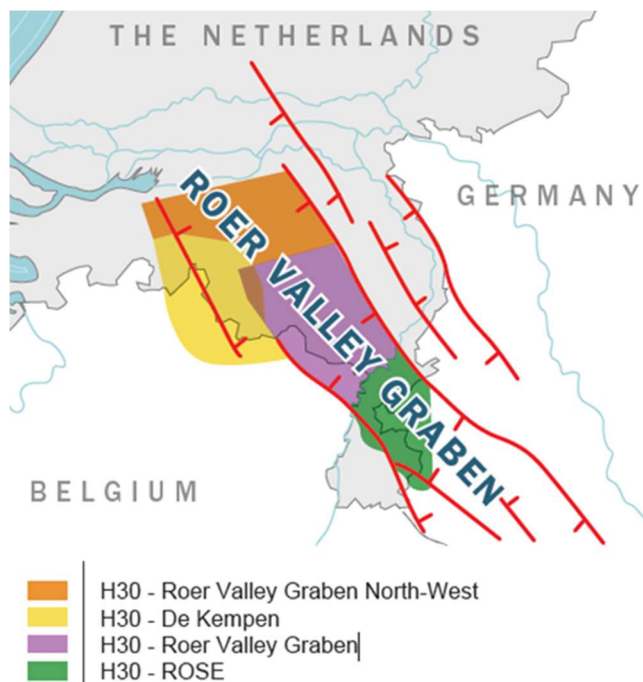 THE NETHERLANDS
GERMANY
ROER VALLEY GRABEN
BELGIUM
H30 - Roer Valley Graben North-West
H30 - De Kempen
H30 - Roer Valley Graben
H30 - ROSE